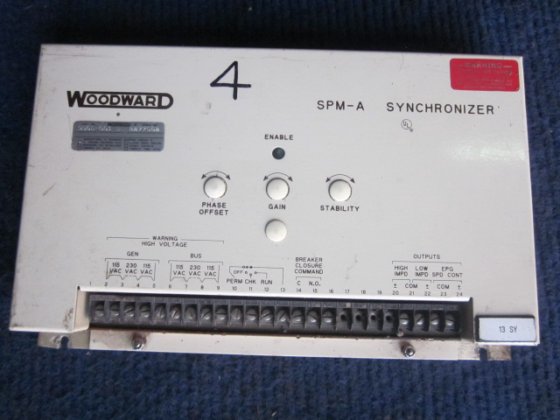 4
WOODWARD
SPM-A SYNCHRONIZER
UL
ENABLE
PHASE OFFSET
GAIN
STABILITY
WARNING
HIGH VOLTAGE
GEN
BUS
115 VAC 230 VAC 115 VAC
115 VAC 230 VAC 115 VAC
OFF
PERM CHK RUN
BREAKER
CLOSURE
COMMAND
C N.O.
OUTPUTS
HIGH IMPD
LOW IMPD
EPG SPD CONT
± COM ± COM ±
2 3 4 5 6 7 8 9 10 11 12 13 14 15 16 17 18 19 20 21 22 23 24
13 SY